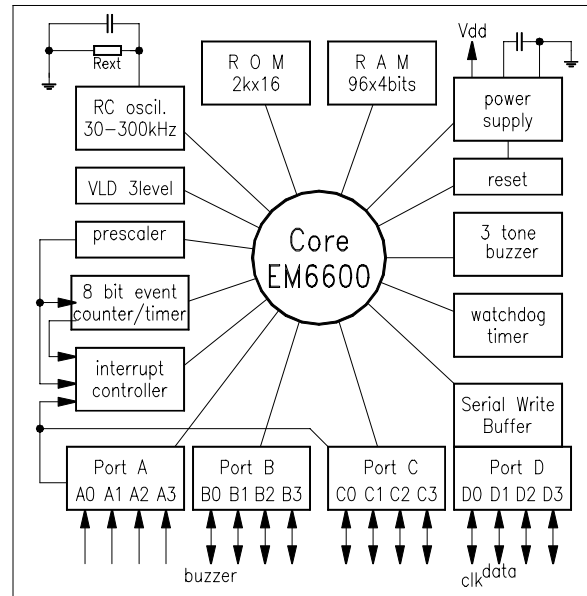 Rext
R O M
2kx16
R A M
96x4bits
Vdd
RC oscil.
30-300kHz
power
supply
VLD 3level
reset
prescaler
Core
EM6600
3 tone
buzzer
8 bit event
counter/timer
watchdog
timer
interrupt
controller
Serial Write
Buffer
Port A
A0 A1 A2 A3
Port B
B0 B1 B2 B3
Port C
C0 C1 C2 C3
Port D
D0 D1 D2 D3
buzzer
clk data